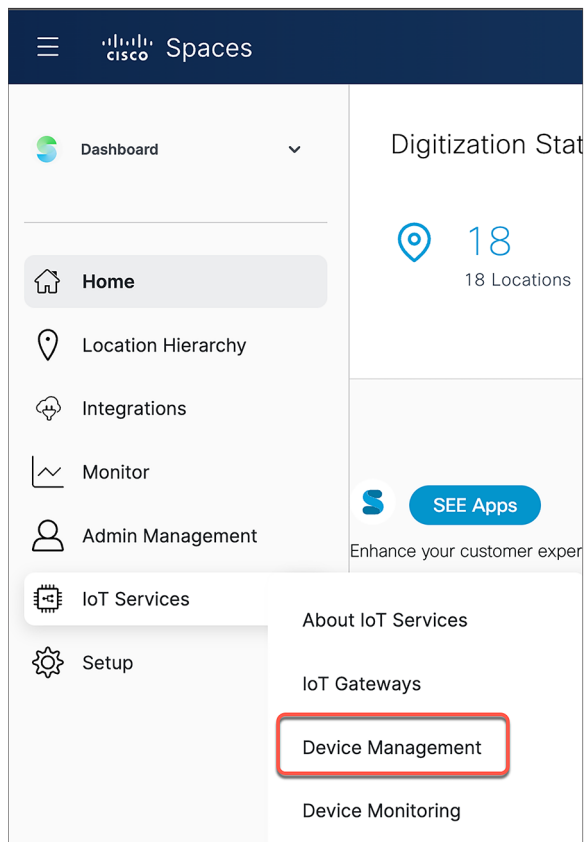 CISCO Spaces
Dashboard
Digitization Stat
18
18 Locations
Home
Location Hierarchy
Integrations
Monitor
Admin Management
SEE Apps
Enhance your customer exper
IoT Services
Setup
About IoT Services
IoT Gateways
Device Management
Device Monitoring